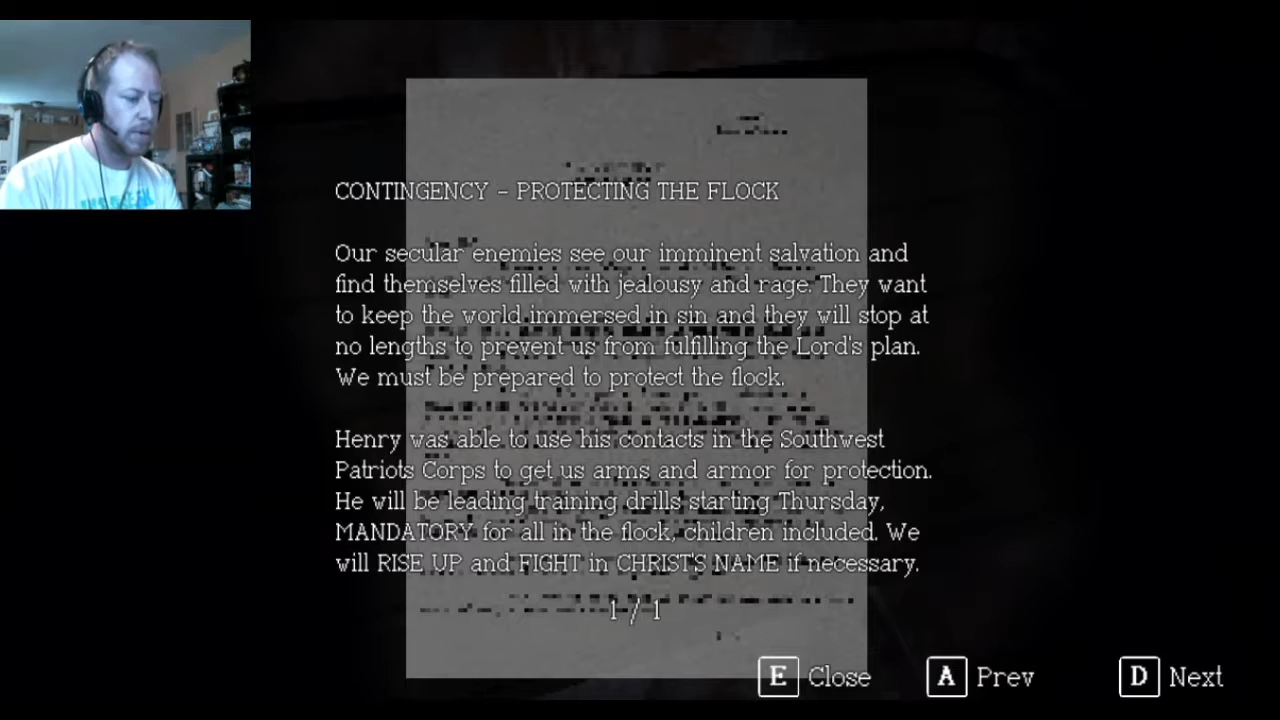 CONTINGENCY - PROTECTING THE FLOCK
Our secular enemies see our imminent salvation and
find themselves filled with jealousy and rage. They want
to keep the world immersed in sin and they will stop at
no lengths to prevent us from fulfilling the Lord's plan.
We must be prepared to protect the flock.
Henry was able to use his contacts in the Southwest
Patriots Corps to get us arms and armor for protection.
He will be leading training drills starting Thursday,
MANDATORY for all in the flock, children included. We
will RISE UP and FIGHT in CHRIST'S NAME if necessary.
1 / 1
E Close A Prev D Next